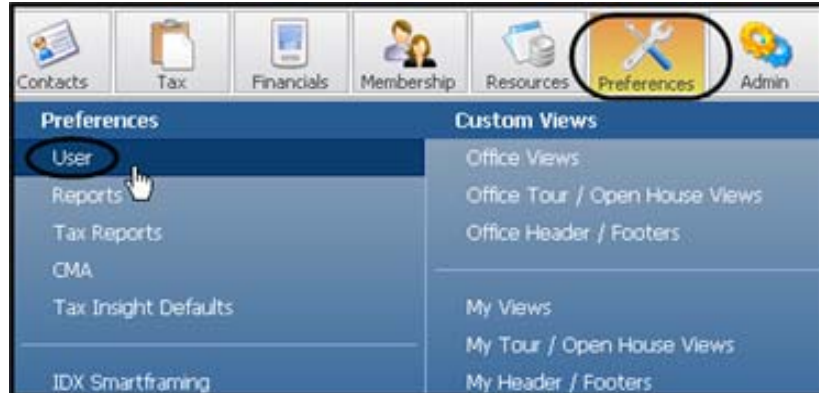 Contacts
Tax
Financials
Membership
Resources
Preferences
Admin
Preferences
User
Reports
Tax Reports
CMA
Tax Insight Defaults
IDX Smartframing
Custom Views
Office Views
Office Tour / Open House Views
Office Header / Footers
My Views
My Tour / Open House Views
My Header / Footers